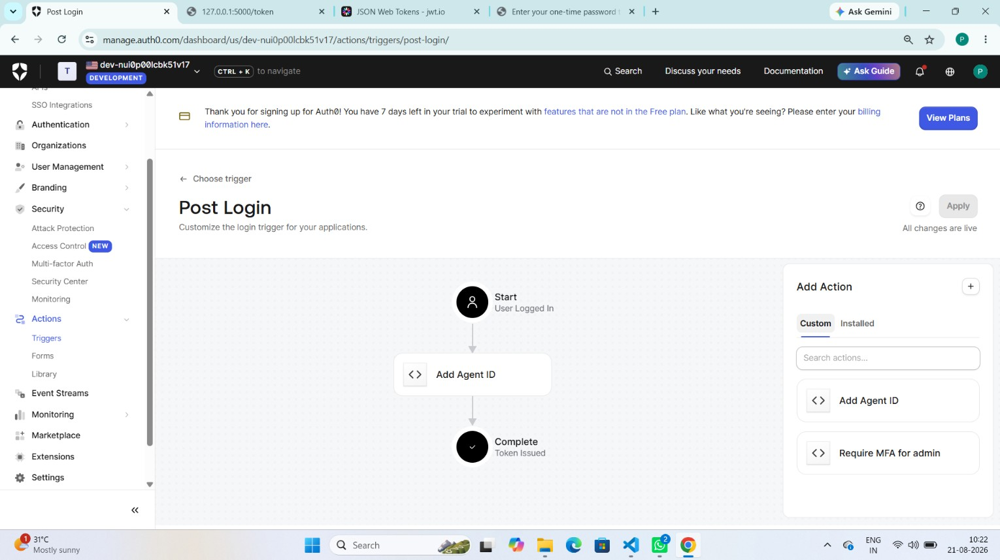 Post Login
127.0.0.1:5000/token
JSON Web Tokens - jwt.io
Enter your one-time password
Ask Gemini
manage.auth0.com/dashboard/us/dev-nui0p00lcbk51v17/actions/triggers/post-login/
P
T
dev-nui0p00lcbk51v17
DEVELOPMENT
CTRL + K to navigate
Search
Discuss your needs
Documentation
Ask Guide
P
APIs
SSO Integrations
Authentication
Organizations
User Management
Branding
Security
Attack Protection
Access Control NEW
Multi-factor Auth
Security Center
Monitoring
Actions
Triggers
Forms
Library
Event Streams
Monitoring
Marketplace
Extensions
Settings
Thank you for signing up for Auth0! You have 7 days left in your trial to experiment with features that are not in the Free plan. Like what you're seeing? Please enter your billing
information here.
View Plans
Choose trigger
Post Login
Customize the login trigger for your applications.
Apply
All changes are live
Start
User Logged In
Add Agent ID
Complete
Token Issued
Add Action
Custom
Installed
Search actions...
Add Agent ID
Require MFA for admin
1
31°C
Mostly sunny
Search
2
ENG
IN
10:22
21-08-2026